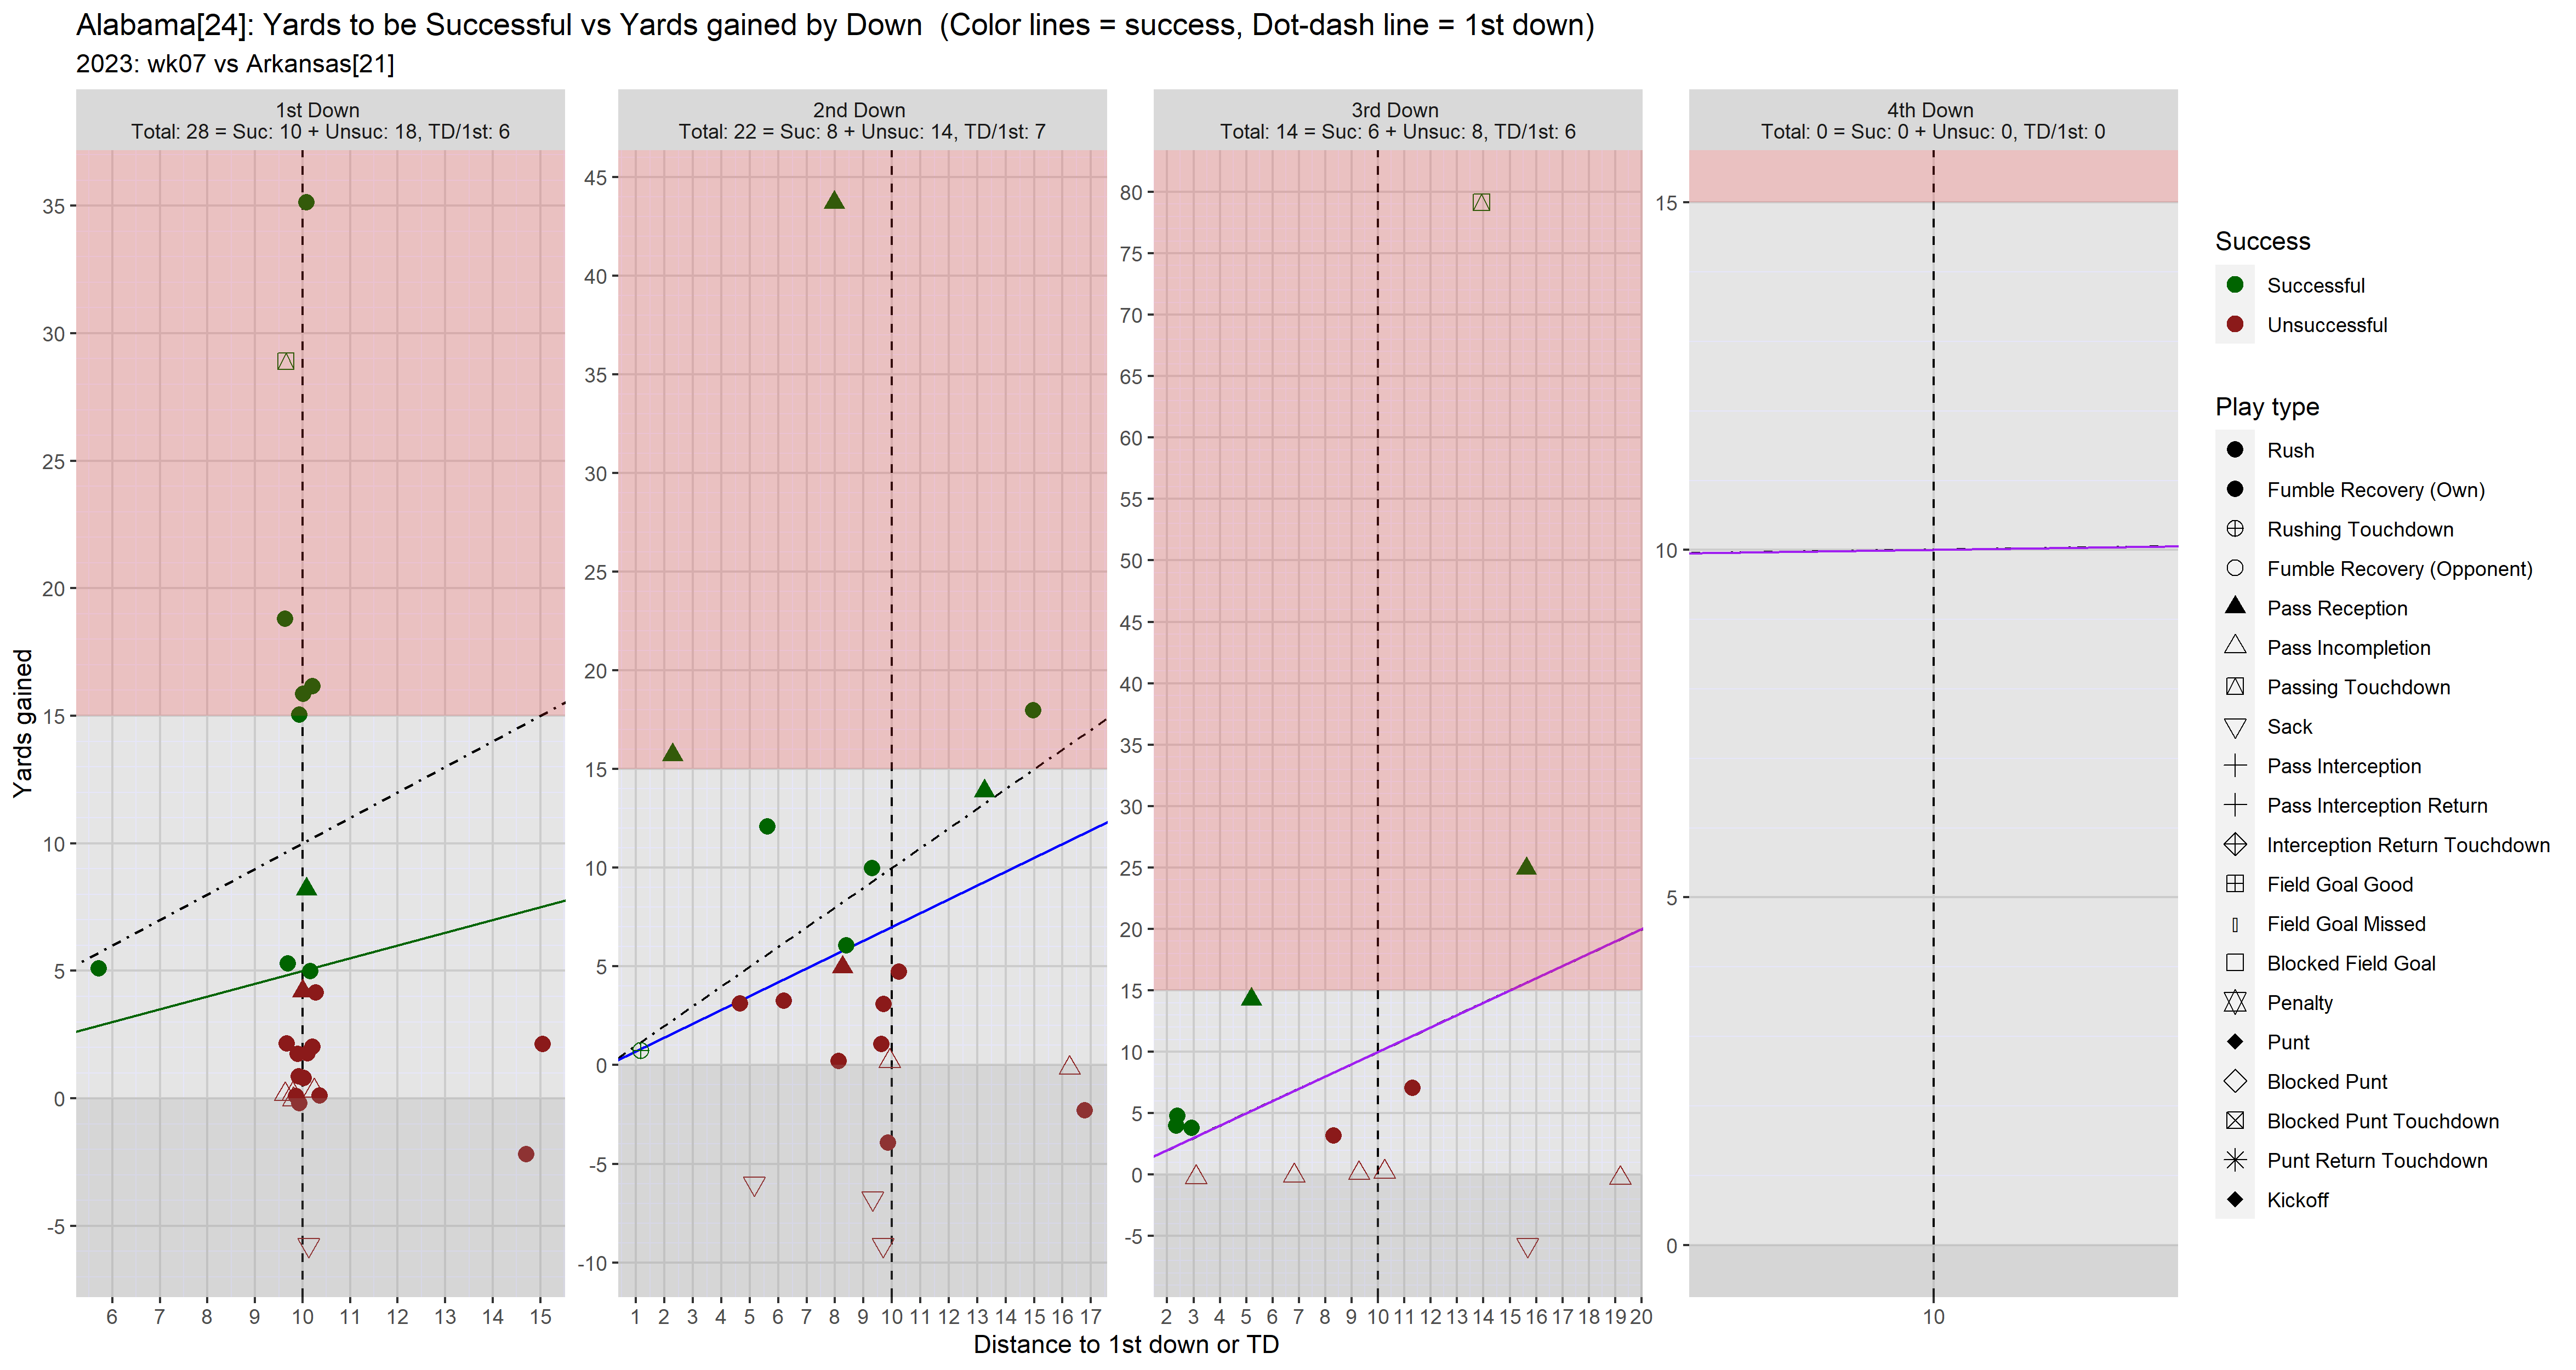 Alabama[24]: Yards to be Successful vs Yards gained by Down  (Color lines = success, Dot-dash line = 1st down)
2023: wk07 vs Arkansas[21]
1st Down
Total: 28 = Suc: 10 + Unsuc: 18, TD/1st: 6
2nd Down
Total: 22 = Suc: 8 + Unsuc: 14, TD/1st: 7
3rd Down
Total: 14 = Suc: 6 + Unsuc: 8, TD/1st: 6
4th Down
Total: 0 = Suc: 0 + Unsuc: 0, TD/1st: 0
Yards gained
35
30
25
20
15
10
5
0
-5
6 7 8 9 10 11 12 13 14 15
45
40
35
30
25
20
15
10
5
0
-5
-10
1 2 3 4 5 6 7 8 9 10 11 12 13 14 15 16 17
80
75
70
65
60
55
50
45
40
35
30
25
20
15
10
5
0
-5
2 3 4 5 6 7 8 9 10 11 12 13 14 15 16 17 18 19 20
15
10
5
0
10
Distance to 1st down or TD
Success
Successful
Unsuccessful
Play type
Rush
Fumble Recovery (Own)
Rushing Touchdown
Fumble Recovery (Opponent)
Pass Reception
Pass Incompletion
Passing Touchdown
Sack
Pass Interception
Pass Interception Return
Interception Return Touchdown
Field Goal Good
Field Goal Missed
Blocked Field Goal
Penalty
Punt
Blocked Punt
Blocked Punt Touchdown
Punt Return Touchdown
Kickoff